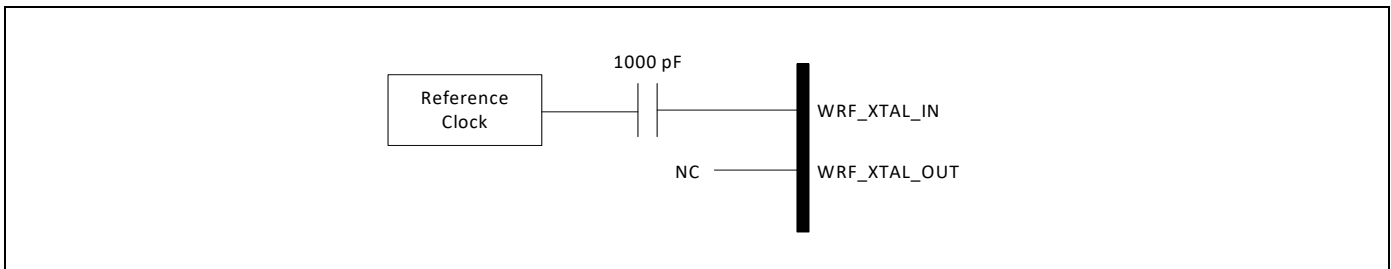 1000 pF
Reference
Clock
WRF_XTAL_IN
NC
WRF_XTAL_OUT